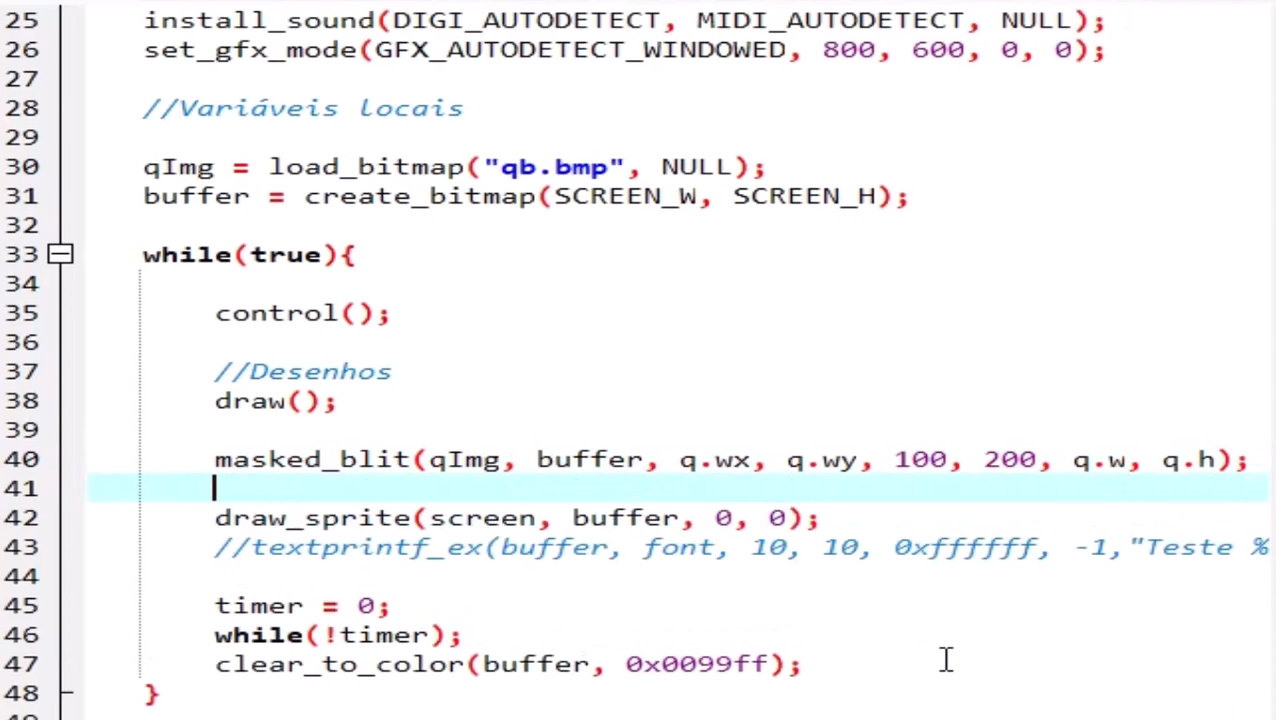 25 install_sound(DIGI_AUTODETECT, MIDI_AUTODETECT, NULL);
26 set_gfx_mode(GFX_AUTODETECT_WINDOWED, 800, 600, 0, 0);
27
28 //Variáveis locais
29
30 qImg = load_bitmap("qb.bmp", NULL);
31 buffer = create_bitmap(SCREEN_W, SCREEN_H);
32
33 while(true){
34
35 control();
36
37 //Desenhos
38 draw();
39
40 masked_blit(qImg, buffer, q.wx, q.wy, 100, 200, q.w, q.h);
41
42 draw_sprite(screen, buffer, 0, 0);
43 //textprintf_ex(buffer, font, 10, 10, 0xffffff, -1,"Teste %
44
45 timer = 0;
46 while(!timer);
47 clear_to_color(buffer, 0x0099ff);
48 }